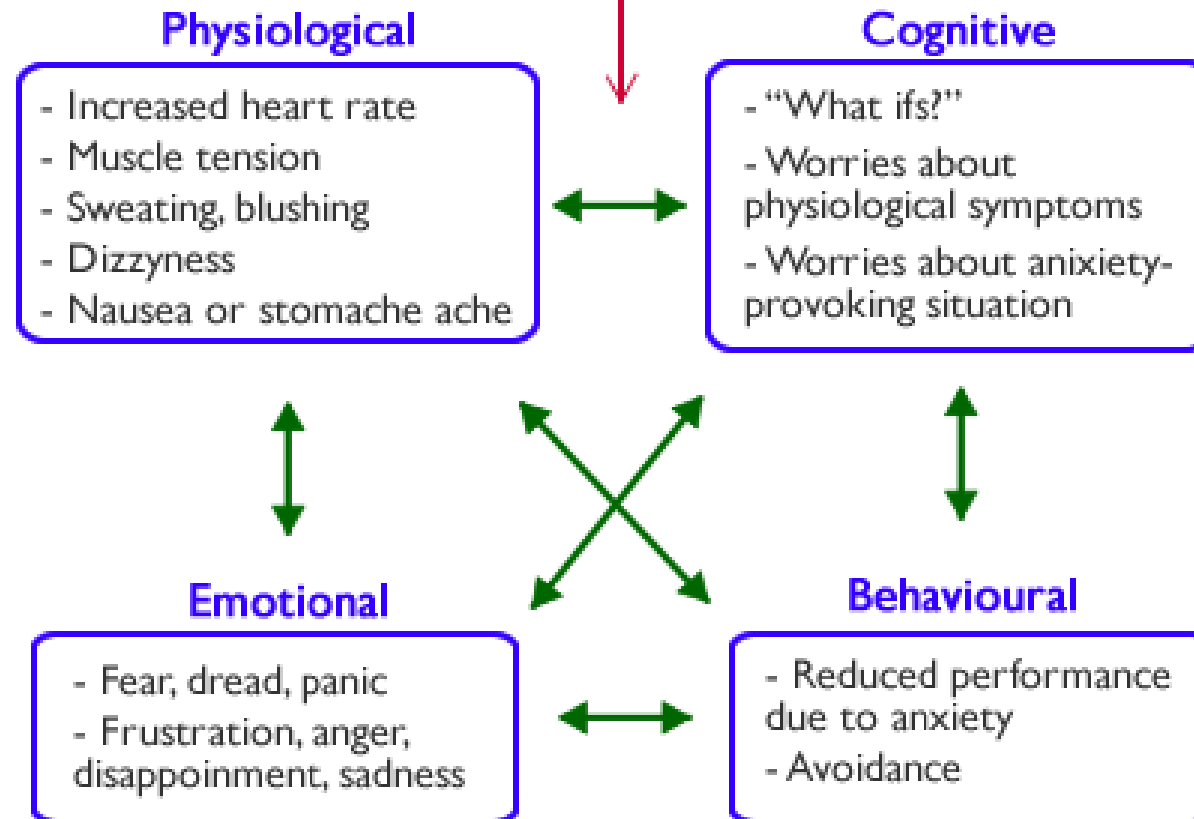 Physiological
- Increased heart rate
- Muscle tension
- Sweating, blushing
- Dizzyness
- Nausea or stomache ache
Cognitive
- “What ifs?”
- Worries about
physiological symptoms
- Worries about anixiety-
provoking situation
Emotional
- Fear, dread, panic
- Frustration, anger,
disappoinment, sadness
Behavioural
- Reduced performance
due to anxiety
- Avoidance